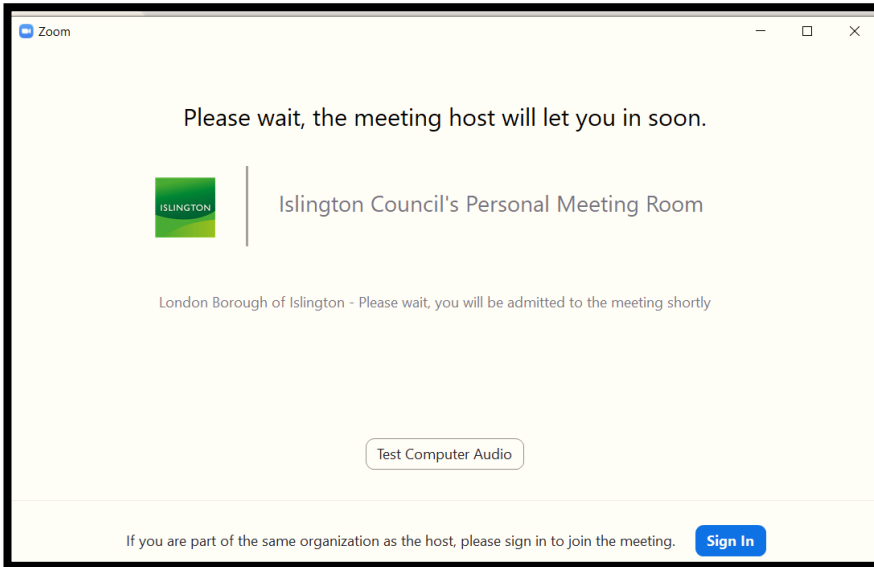 Zoom
Please wait, the meeting host will let you in soon.
ISLINGTON
Islington Council's Personal Meeting Room
London Borough of Islington - Please wait, you will be admitted to the meeting shortly
Test Computer Audio
If you are part of the same organization as the host, please sign in to join the meeting.
Sign In